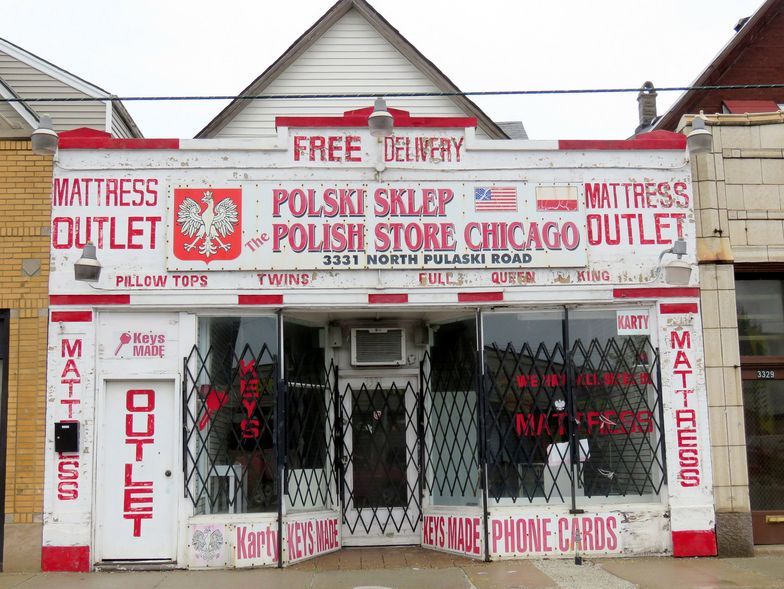 FREE DELIVERY
MATTRESS
OUTLET
POLSKI SKLEP
The POLISH STORE CHICAGO
3331 NORTH PULASKI ROAD
MATTRESS
OUTLET
PILLOW TOPS TWINS FULL QUEEN KING
MATTRESS
KEYS
MADE
OUTLET
KEYS
KARTY
MATTRESS
MATTRESS
3329
Karty
KEYS MADE
KEYS MADE
PHONE CARDS